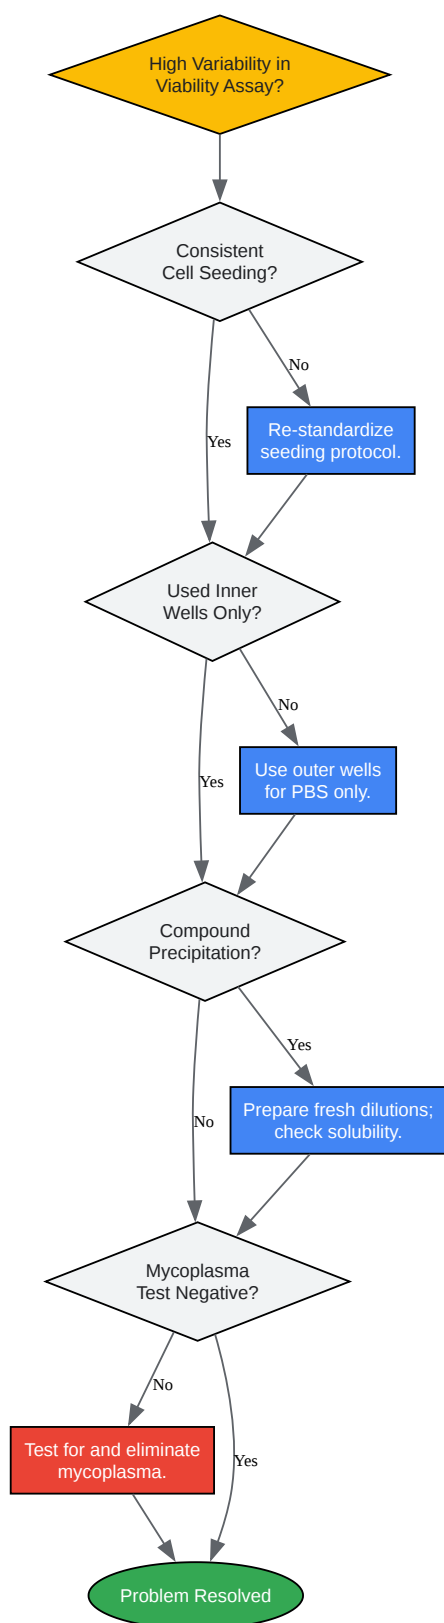 High Variability in
Viability Assay?
Consistent
Cell Seeding?
No
Re-standardize
seeding protocol.
Yes
Used Inner
Wells Only?
No
Use outer wells
for PBS only.
Yes
Compound
Precipitation?
Yes
Prepare fresh dilutions;
check solubility.
No
Mycoplasma
Test Negative?
No
Test for and eliminate
mycoplasma.
Yes
Problem Resolved